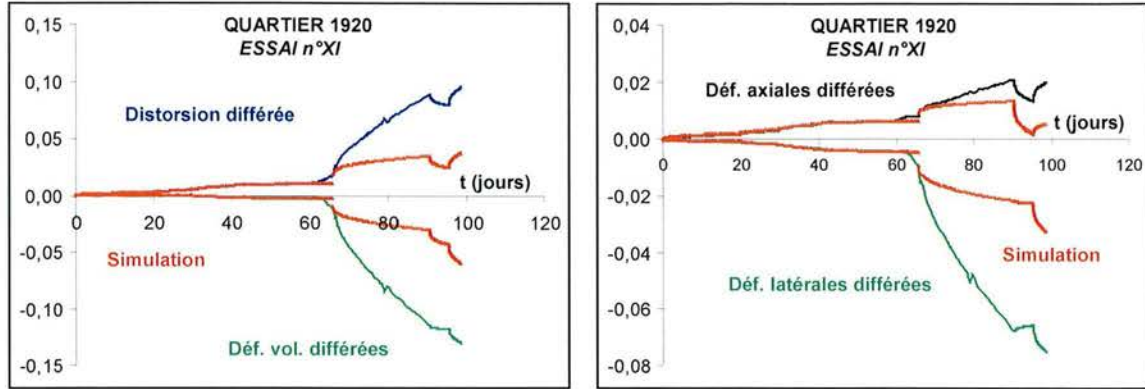 QUARTIER 1920
ESSAI n°XI
0,15
0,10
0,05
0,00
-0,05
-0,10
-0,15
0
20
40
60
80
100
120
Distorsion différée
t (jours)
Simulation
Déf. vol. différées
QUARTIER 1920
ESSAI n°XI
0,04
0,02
0,00
-0,02
-0,04
-0,06
-0,08
0
20
40
60
80
100
120
Déf. axiales différées
t (jours)
Simulation
Déf. latérales différées